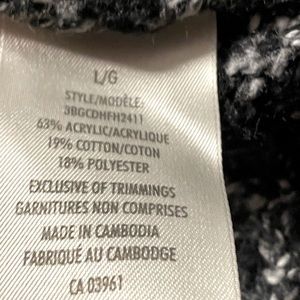 L/G
STYLE/MODÈLE:
3BGCDHFH2411
63% ACRYLIC/ACRYLIQUE
19% COTTON/COTON
18% POLYESTER
EXCLUSIVE OF TRIMMINGS
GARNITURES NON COMPRISES
MADE IN CAMBODIA
FABRIQUÉ AU CAMBODGE
CA 03961